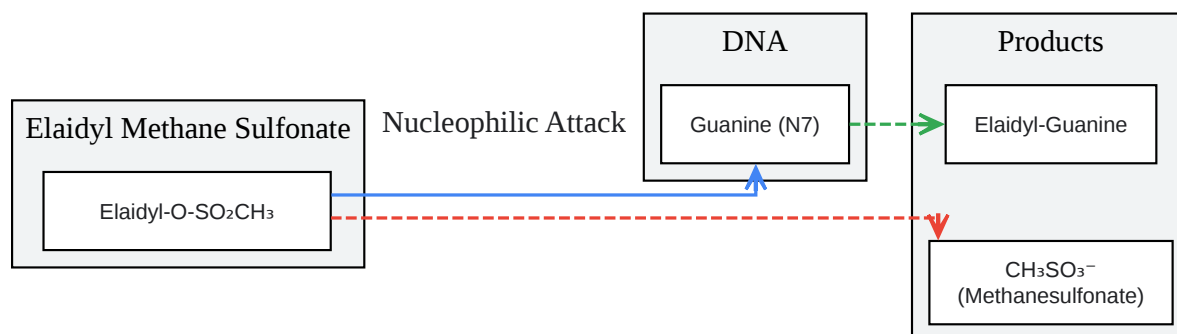 Elaidyl Methane Sulfonate
Elaidyl-O-SO₂CH₃
Nucleophilic Attack
DNA
Guanine (N7)
Products
Elaidyl-Guanine
CH₃SO₃⁻
(Methanesulfonate)